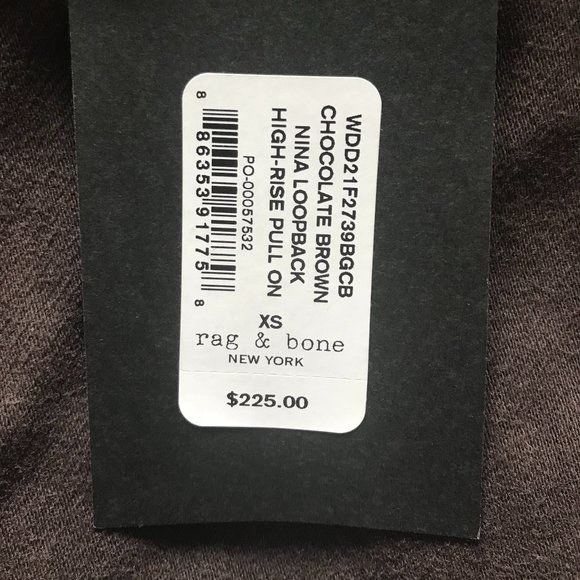 WDD21F2739BGCB
CHOCOLATE BROWN
NINA LOOPBACK
HIGH-RISE PULL ON
PO-00057532
8 86353 91775 8
XS
rag & bone
NEW YORK
$225.00